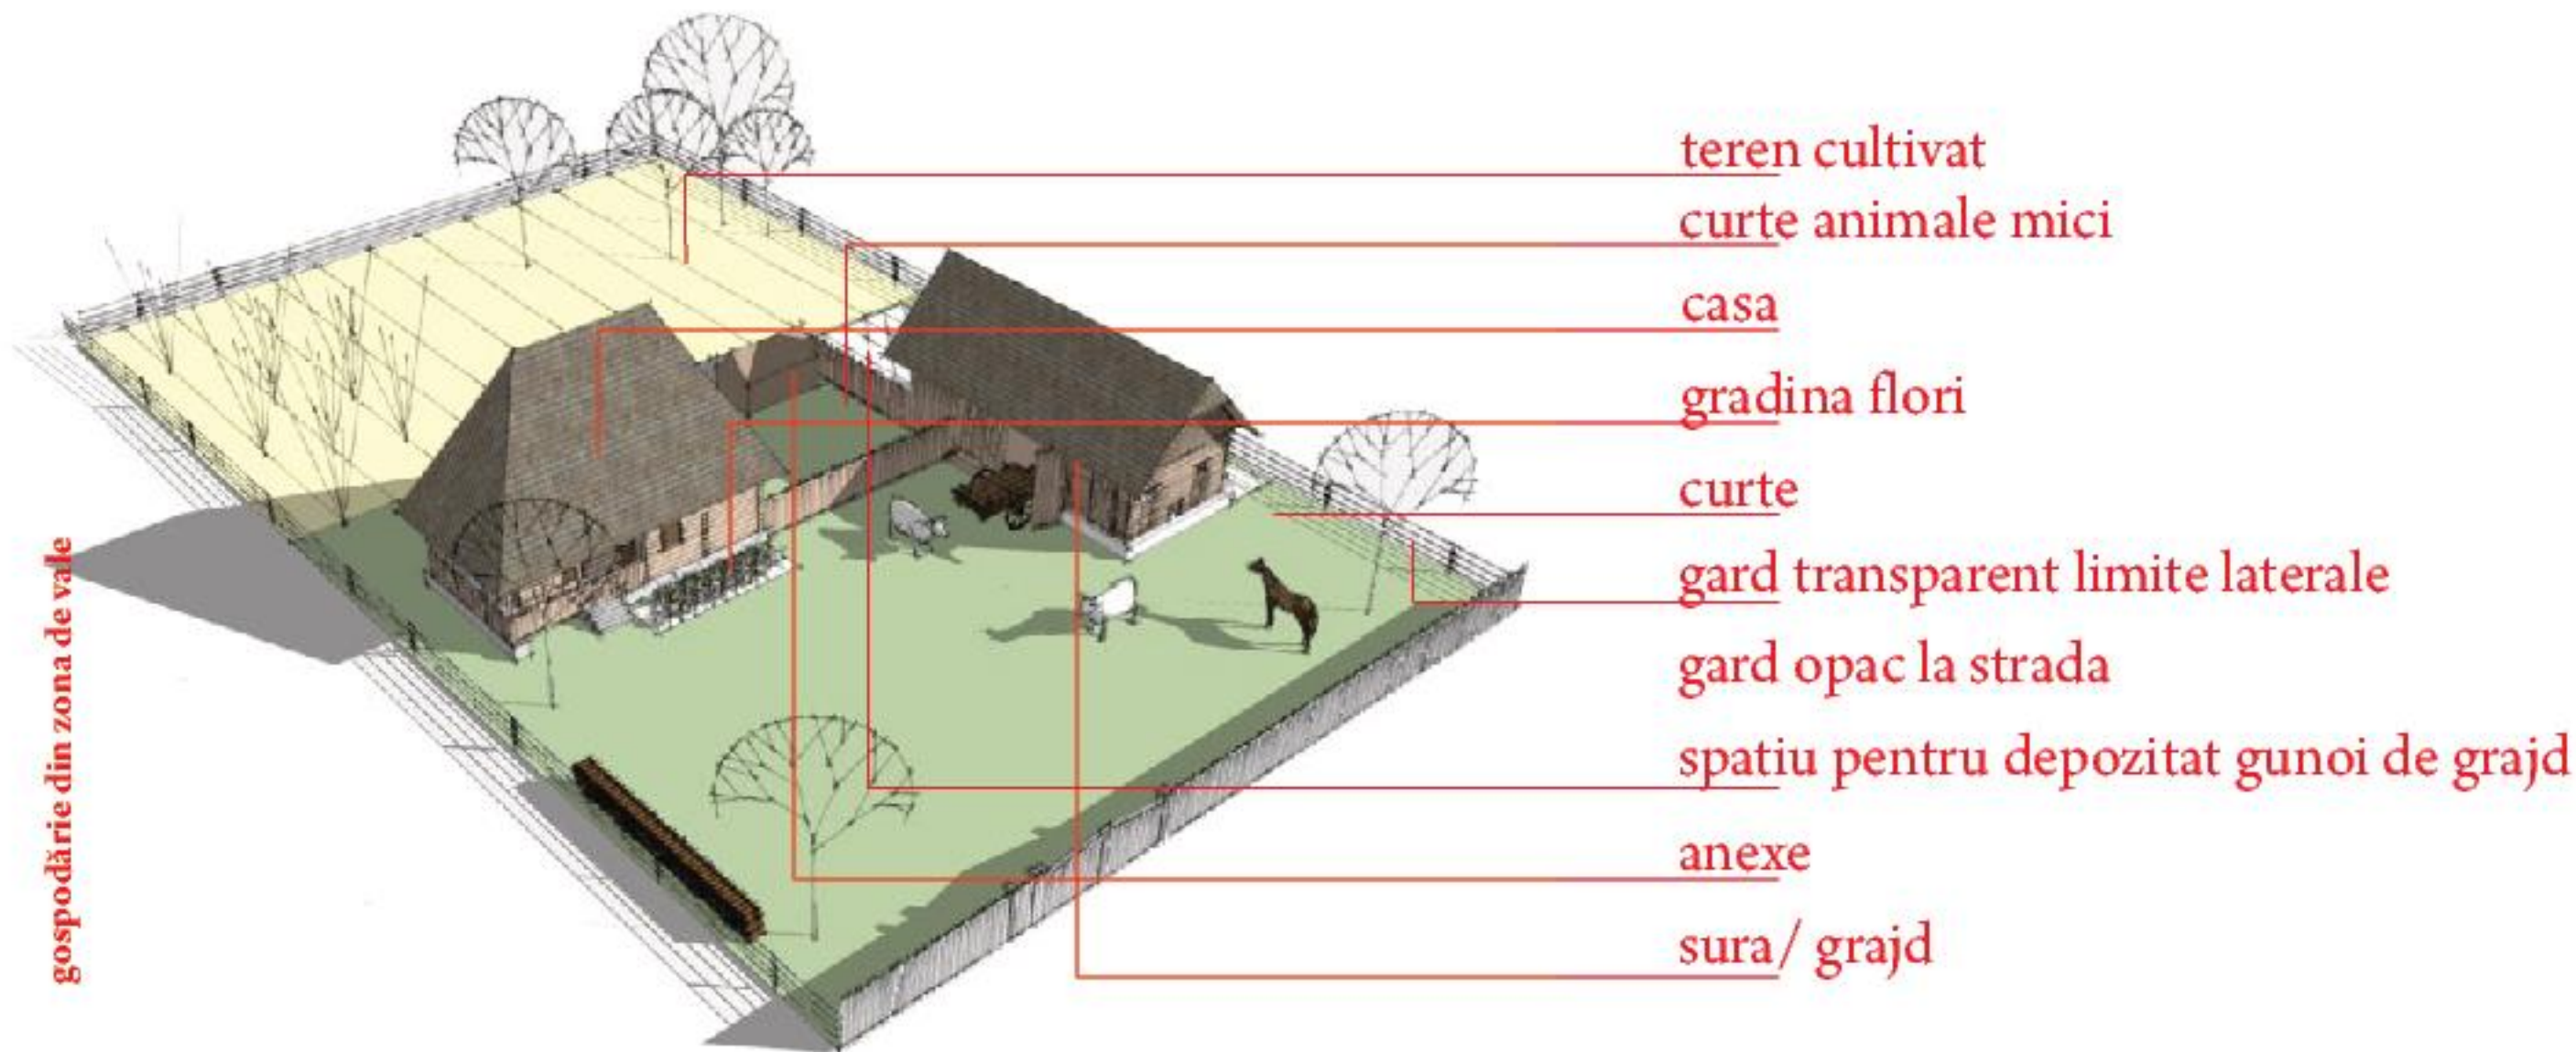 teren cultivat
curte animale mici
casa
gradina flori
curte
gard transparent limite laterale
gard opac la strada
spatiu pentru depozitat gunoi de grajd
anexe
sura/ grajd
gospodărie din zona de vale